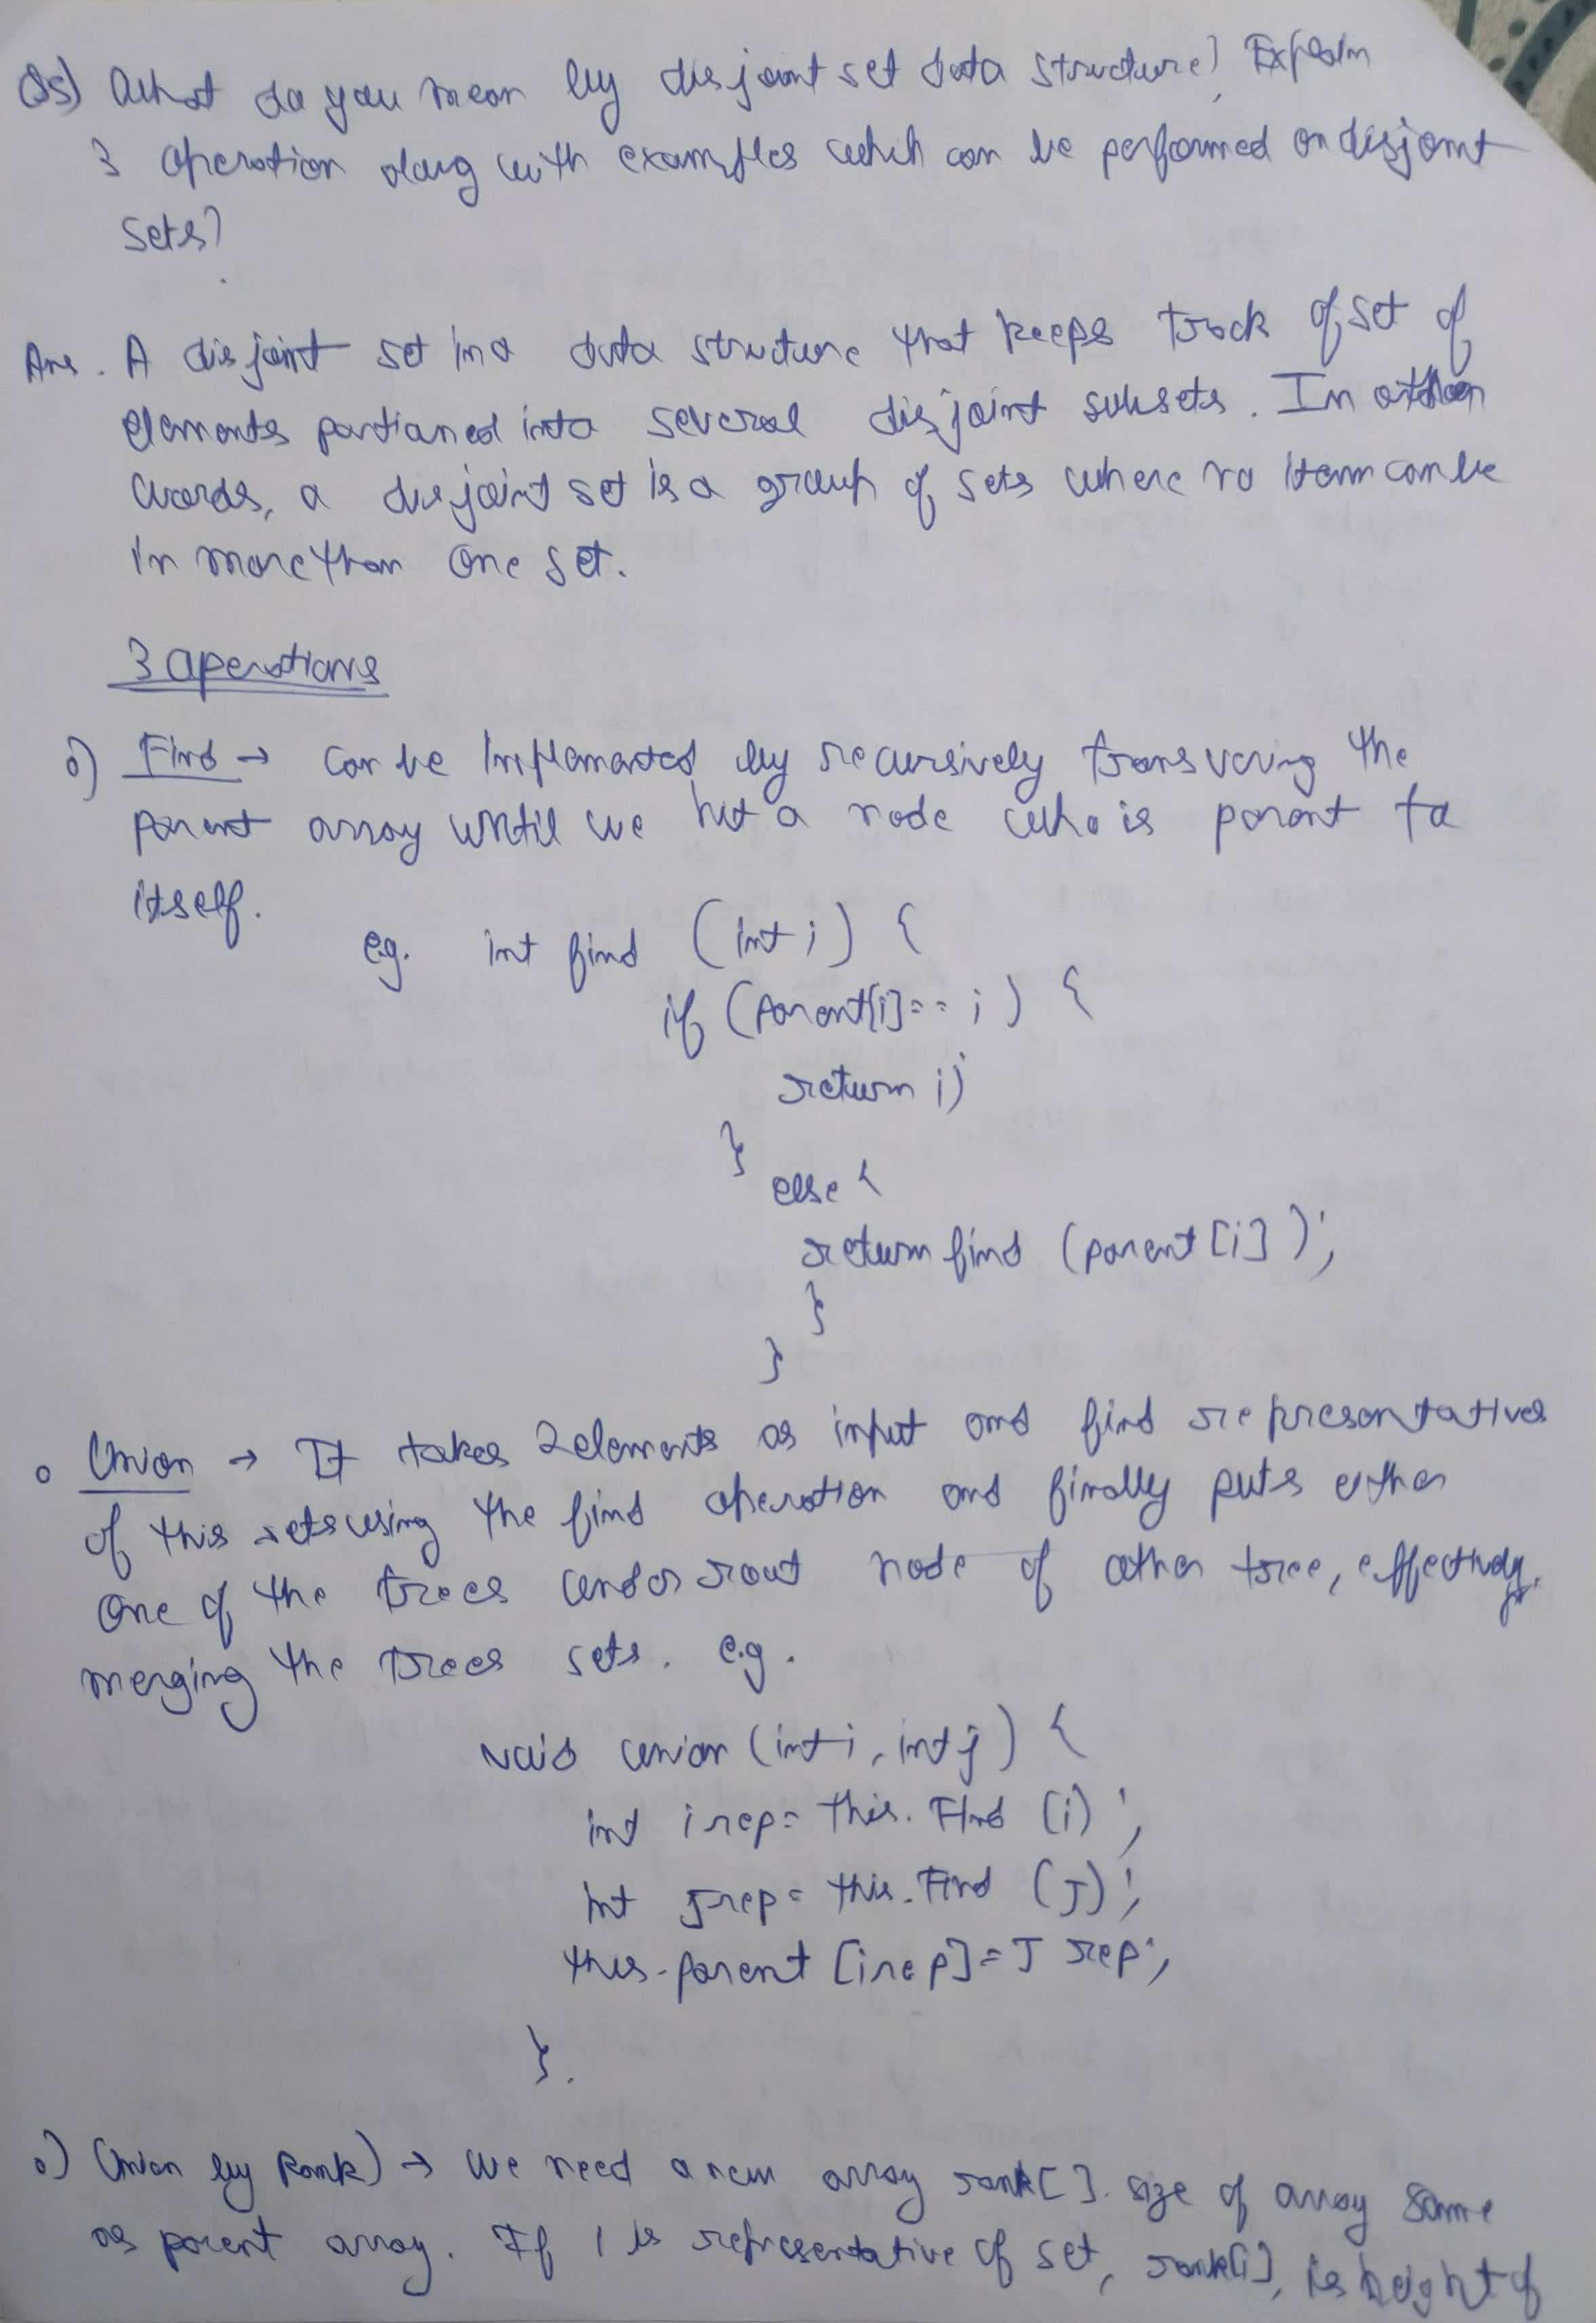 Q5) What do you mean by disjoint set data structure? Explain
3 operation along with examples which can be performed on disjoint
sets?
Ans. A disjoint set in a data structure that keeps track of set of
elements partianed into several disjoint subsets. In other
words, a disjoint set is a group of sets where no item can be
in more than one set.
3 operations
o) Find → can be implemented by recursively transvering the
parent array until we hit a node who is parent to
itself.
e.g. int find (int i) {
if (parent[i]== i) {
return i;
}
else {
return find (parent[i]);
}
}
o Union → It takes 2 elements as input and find representatives
of this sets using the find operation and finally puts either
one of the trees under root node of other tree, effectively
merging the trees sets. e.g.
void union (int i, int j) {
int irep= this. Find (i);
int Jrep= this. Find (J);
this.parent [irep]= J rep;
}.
o) Union by Rank) → we need a new array rank[]. size of array same
as parent array. If i is representative of set, rank[i], is height of